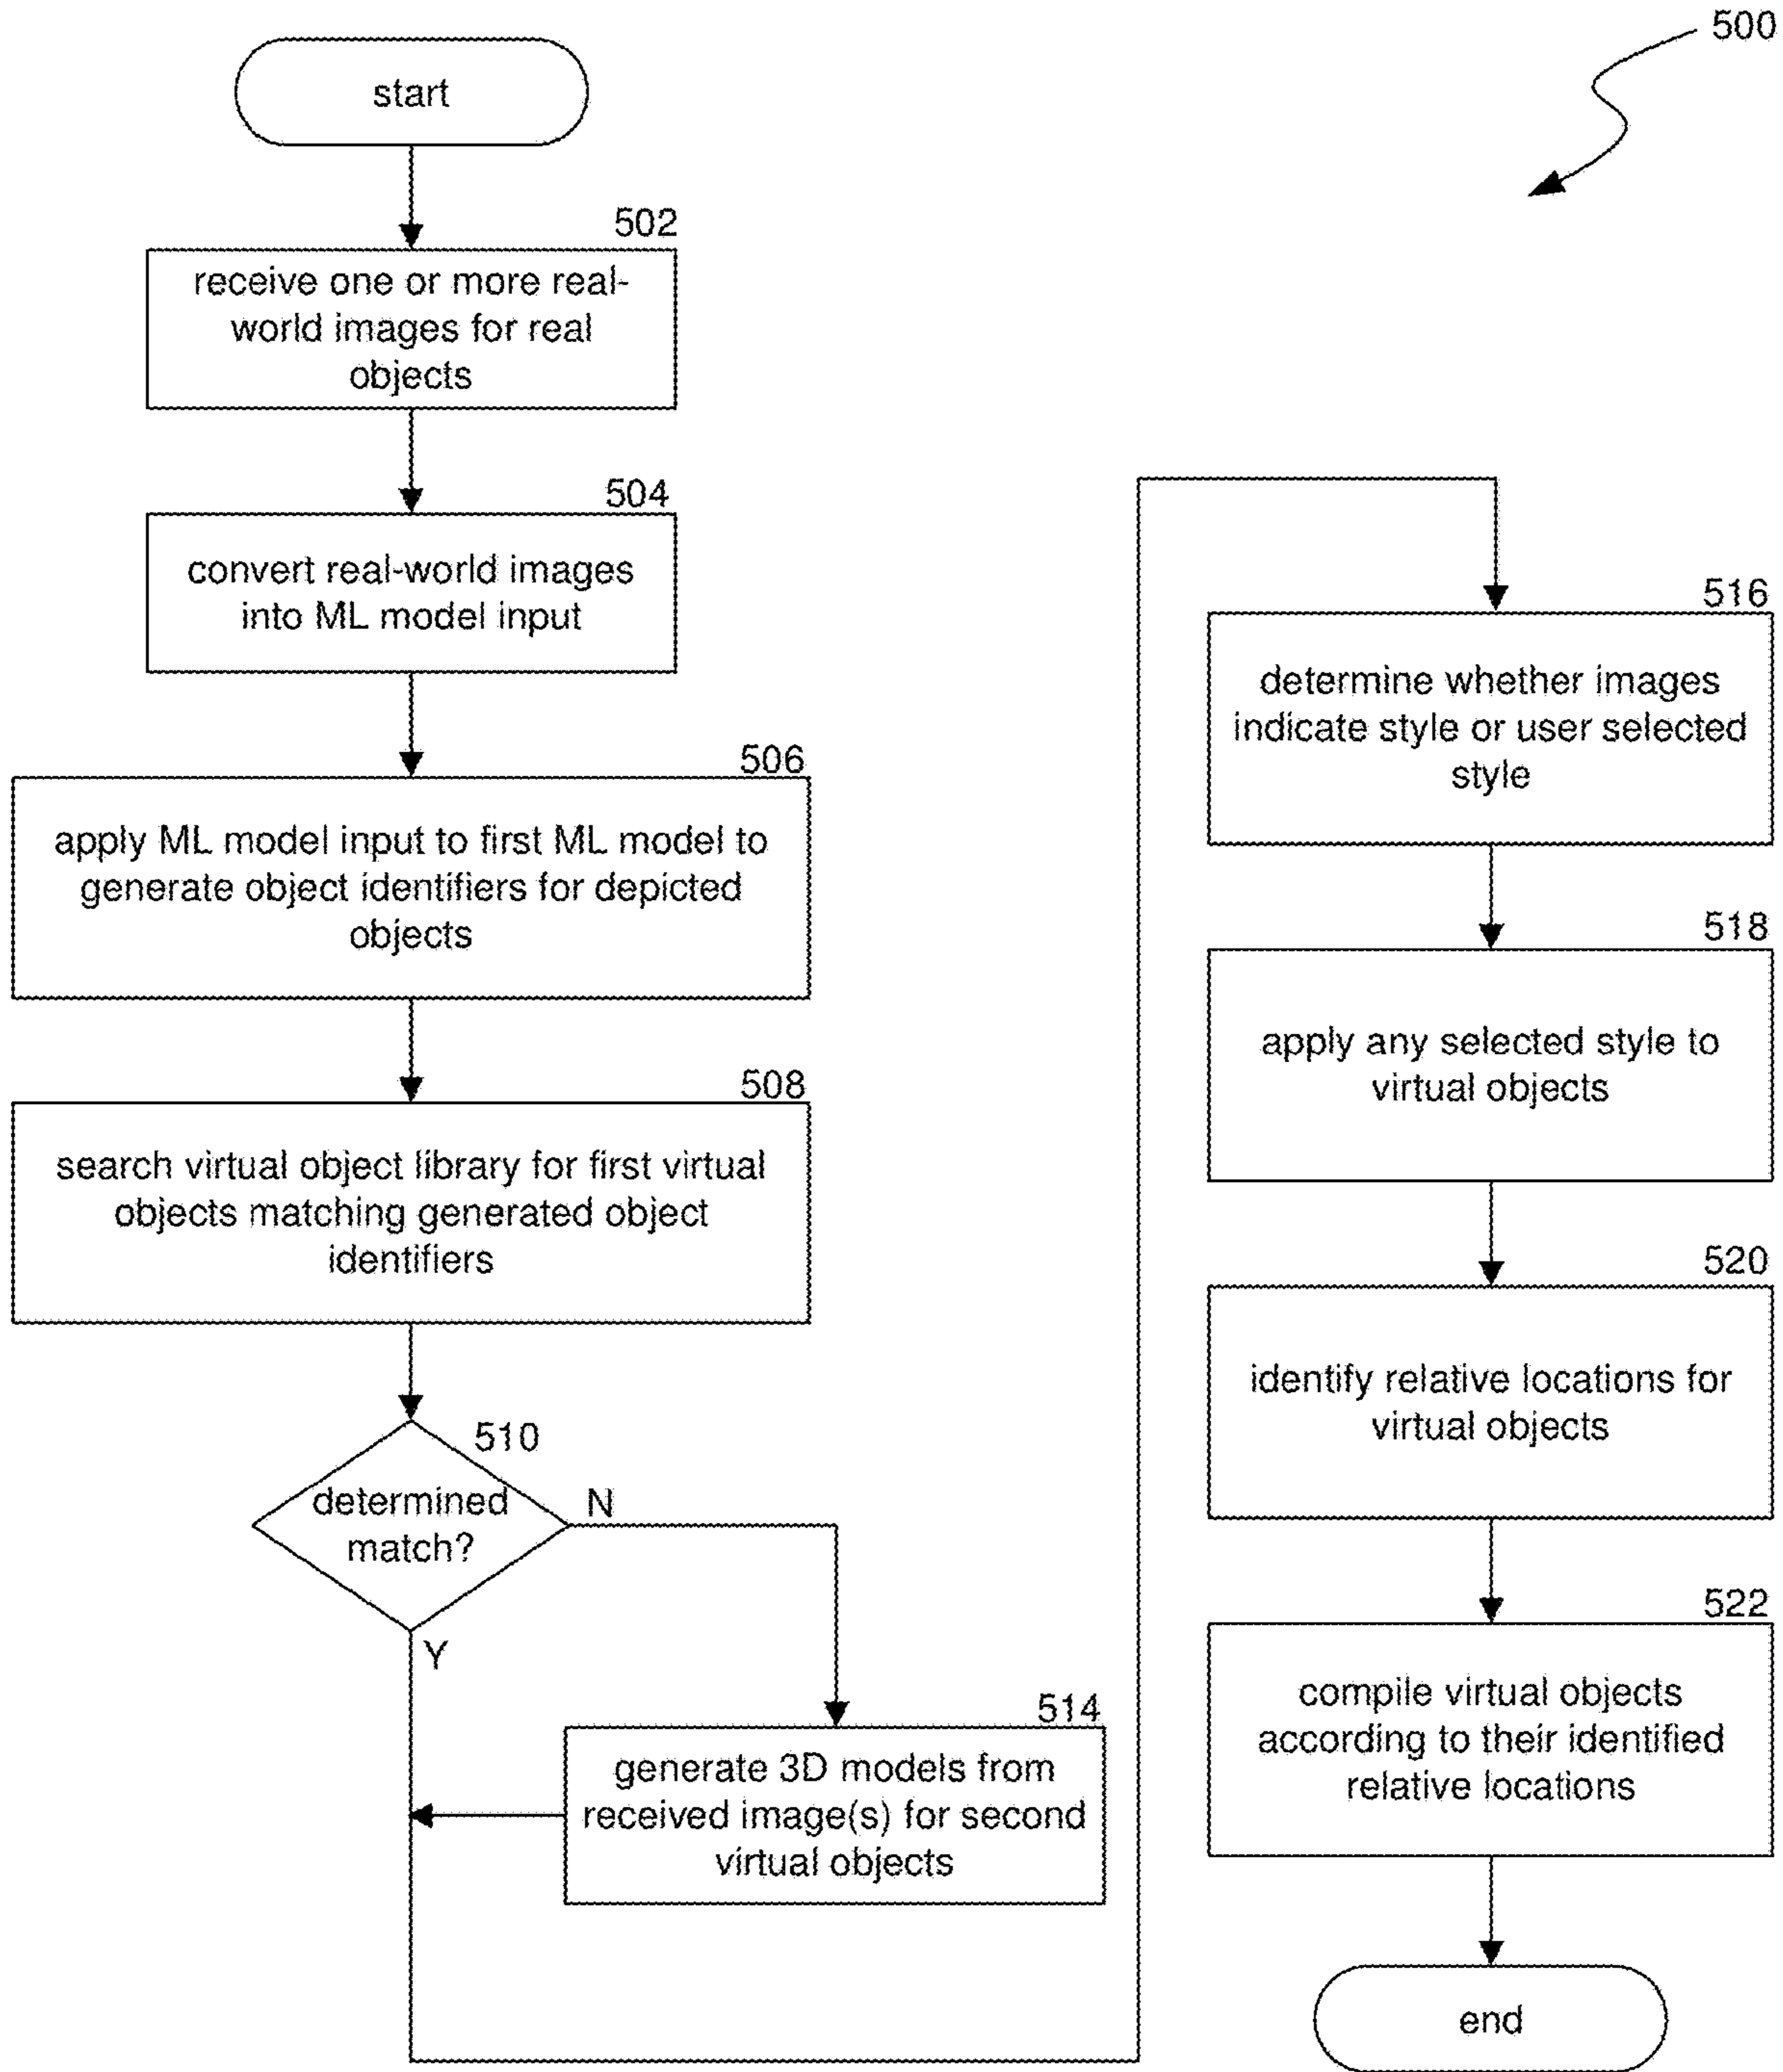 500
start
502
receive one or more real-
world images for real
objects
504
convert real-world images
into ML model input
506
apply ML model input to first ML model to
generate object identifiers for depicted
objects
508
search virtual object library for first virtual
objects matching generated object
identifiers
510
determined
match?
N
Y
514
generate 3D models from
received image(s) for second
virtual objects
516
determine whether images
indicate style or user selected
style
518
apply any selected style to
virtual objects
520
identify relative locations for
virtual objects
522
compile virtual objects
according to their identified
relative locations
end